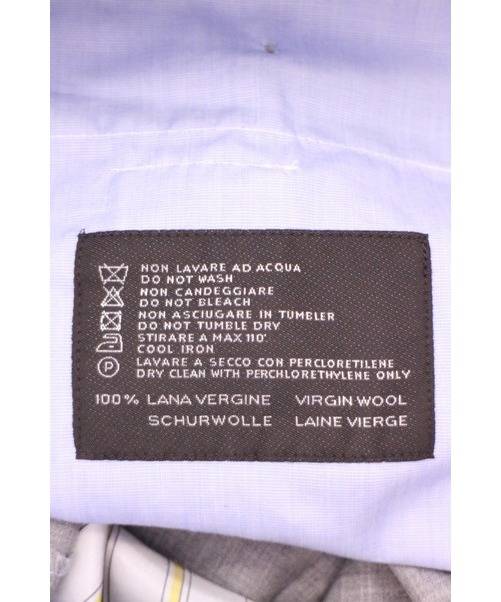 NON LAVARE AD ACQUA
DO NOT WASH
NON CANDEGGIARE
DO NOT BLEACH
NON ASCIUGARE IN TUMBLER
DO NOT TUMBLE DRY
STIRARE A MAX 110°
COOL IRON
LAVARE A SECCO CON PERCLORETILENE
P DRY CLEAN WITH PERCHLORETHYLENE ONLY
100% LANA VERGINE VIRGIN WOOL
SCHURWOLLE LAINE VIERGE